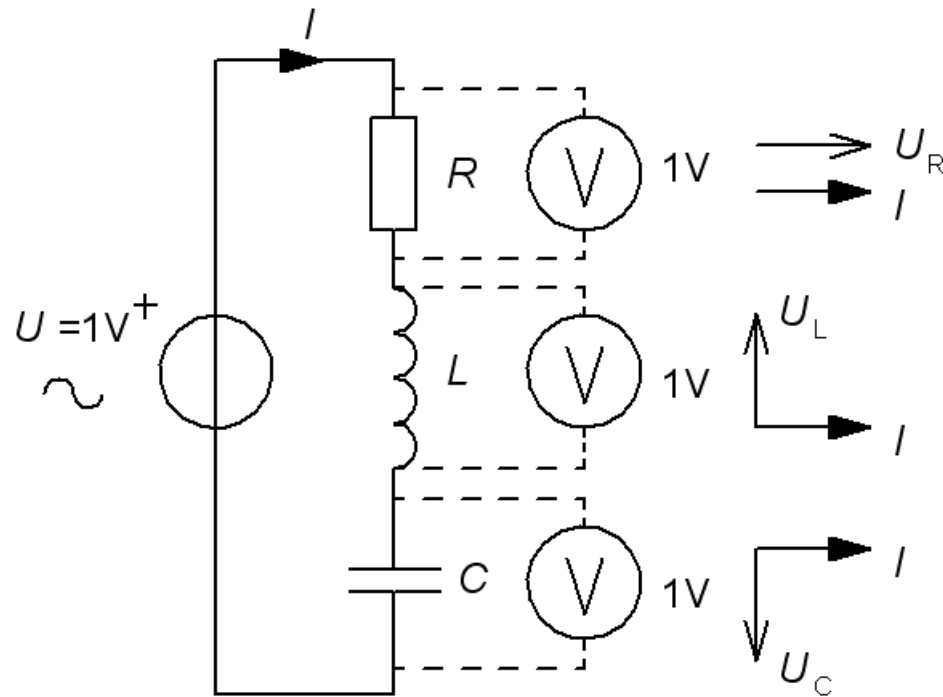 I
R V 1V U_R
I
U = 1V +
L V 1V U_L
I
C V 1V I
U_C